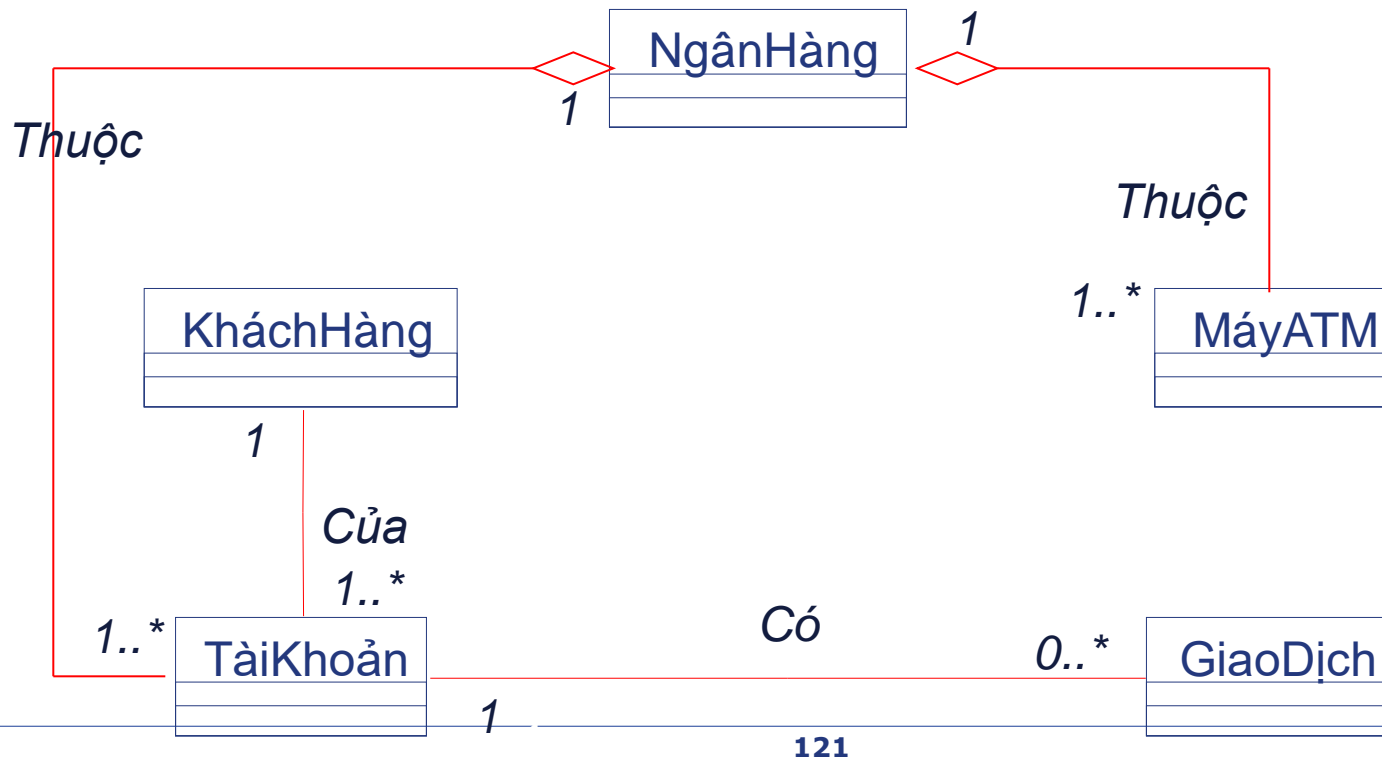 NgânHàng
1
1
Thuộc
Thuộc
1..*
MáyATM
KháchHàng
1
Của
1..*
1..*
TàiKhoản
Có
0..*
GiaoDịch
1
121